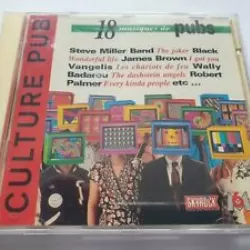 CULTURE PUB
18 musiques de pubs
Steve Miller Band The joker Black
Wonderful life James Brown I got you
Vangelis Les chariots de feu Wally
Badarou The dachstein angels Robert
Palmer Every kinda people etc ...
SKYROCK
6